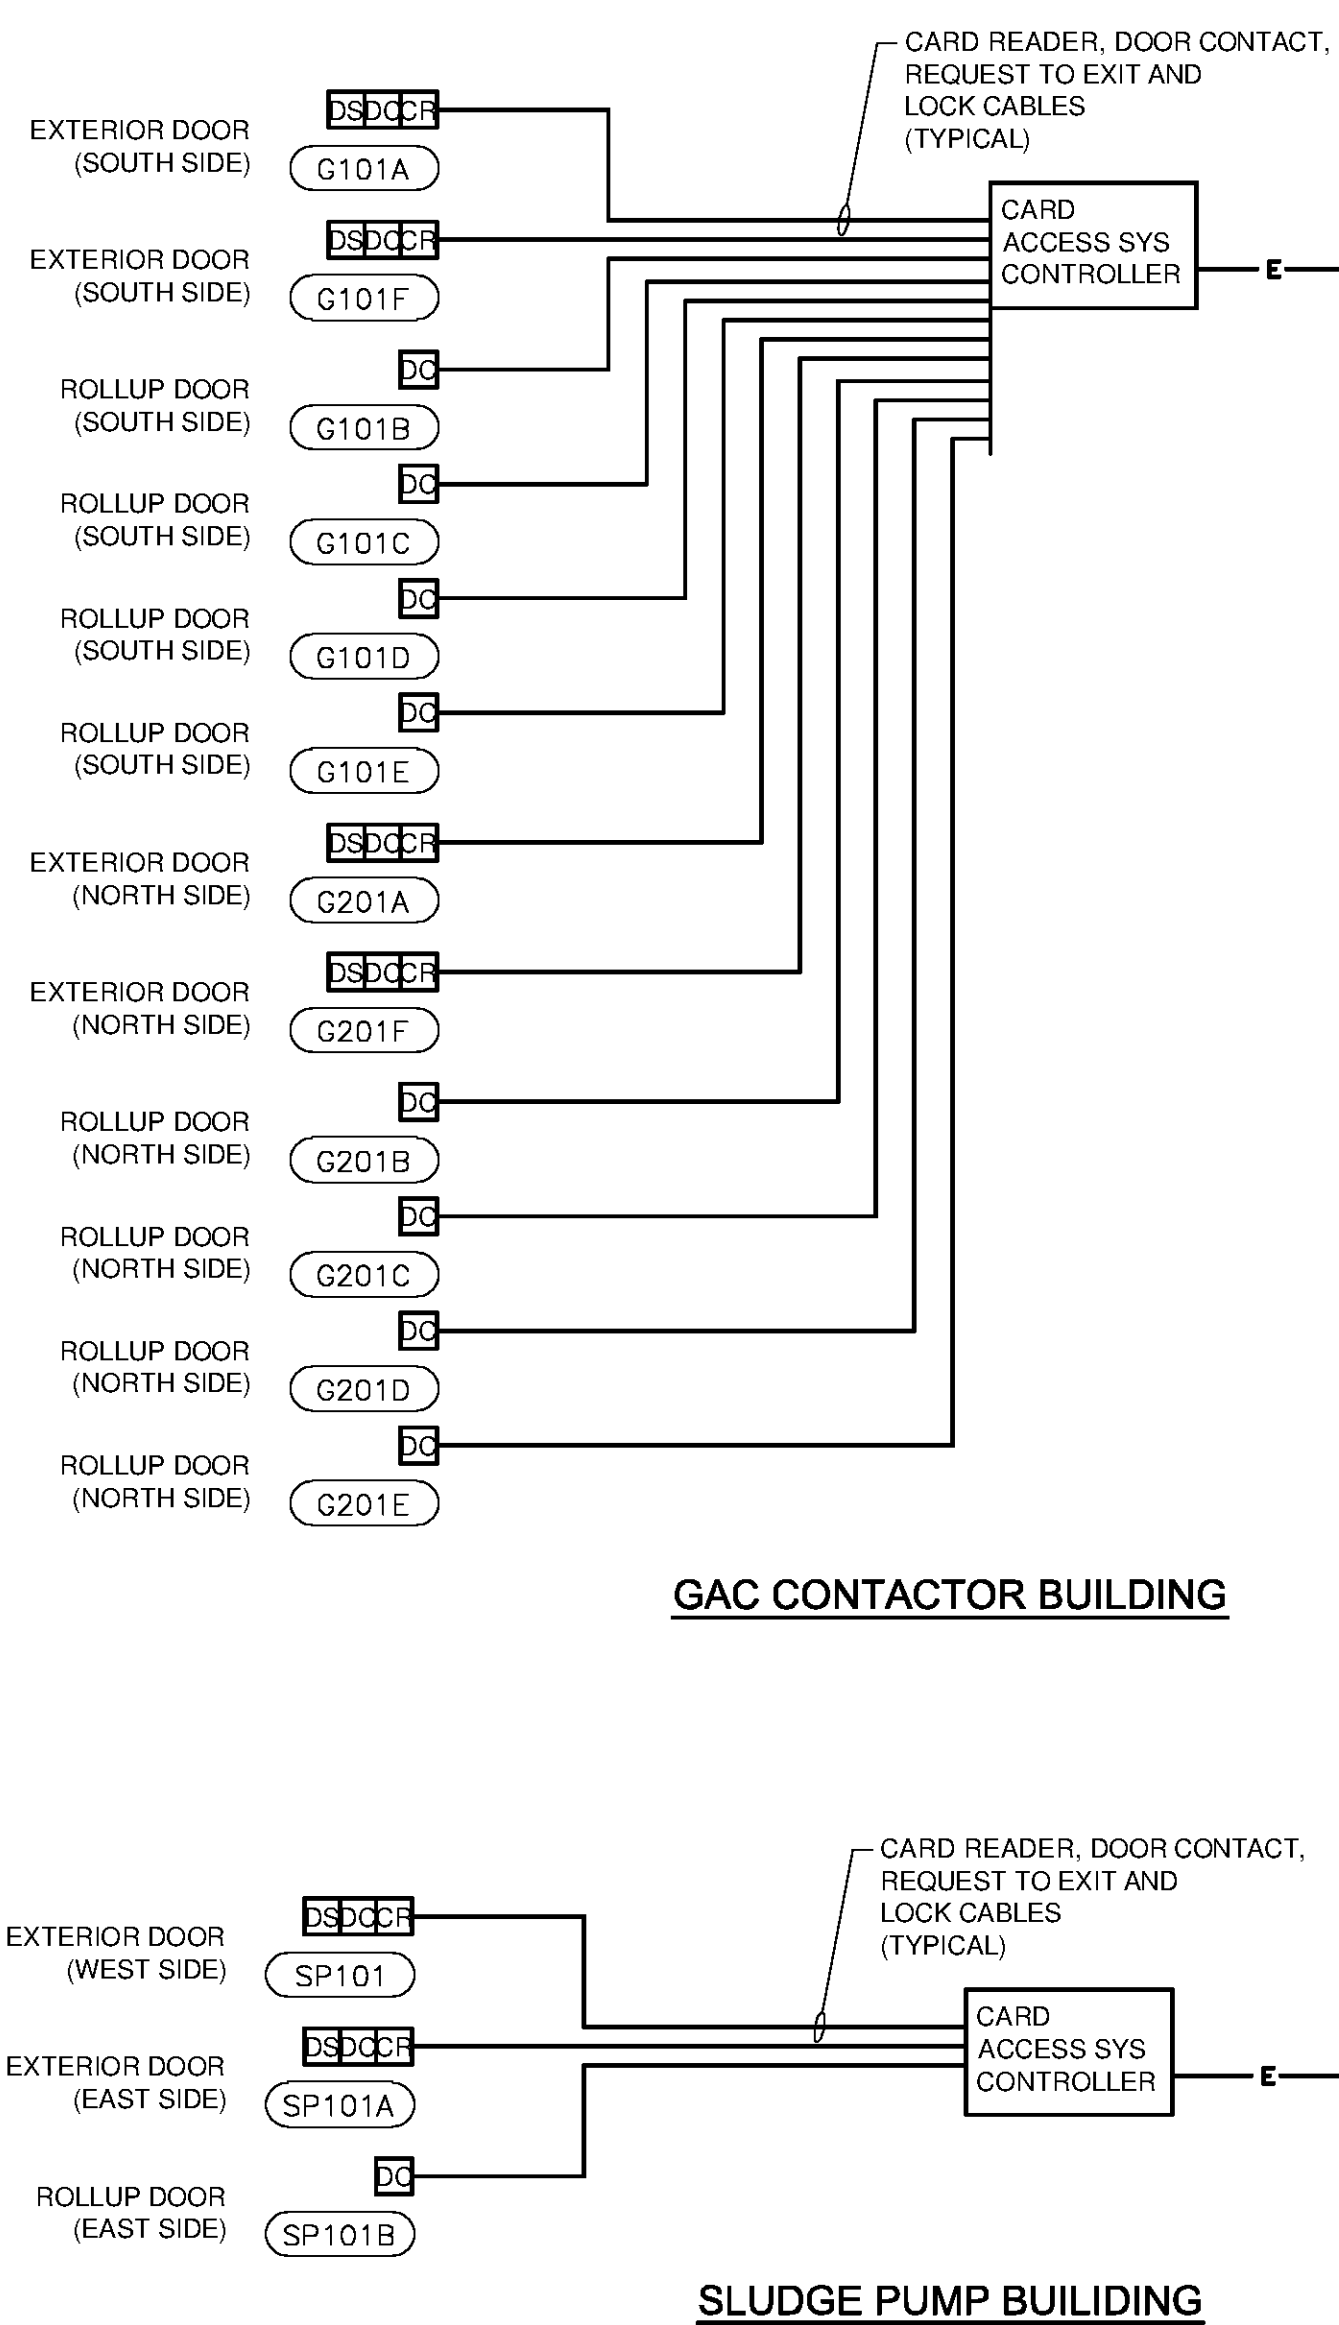 CARD READER, DOOR CONTACT,
REQUEST TO EXIT AND
LOCK CABLES
(TYPICAL)
DS DC CR
EXTERIOR DOOR
(SOUTH SIDE)
G101A
CARD
ACCESS SYS
CONTROLLER
E
DS DC CR
EXTERIOR DOOR
(SOUTH SIDE)
G101F
DC
ROLLUP DOOR
(SOUTH SIDE)
G101B
DC
ROLLUP DOOR
(SOUTH SIDE)
G101C
DC
ROLLUP DOOR
(SOUTH SIDE)
G101D
DC
ROLLUP DOOR
(SOUTH SIDE)
G101E
DS DC CR
EXTERIOR DOOR
(NORTH SIDE)
G201A
DS DC CR
EXTERIOR DOOR
(NORTH SIDE)
G201F
DC
ROLLUP DOOR
(NORTH SIDE)
G201B
DC
ROLLUP DOOR
(NORTH SIDE)
G201C
DC
ROLLUP DOOR
(NORTH SIDE)
G201D
DC
ROLLUP DOOR
(NORTH SIDE)
G201E
GAC CONTACTOR BUILDING
CARD READER, DOOR CONTACT,
REQUEST TO EXIT AND
LOCK CABLES
(TYPICAL)
DS DC CR
EXTERIOR DOOR
(WEST SIDE)
SP101
CARD
ACCESS SYS
CONTROLLER
E
DS DC CR
EXTERIOR DOOR
(EAST SIDE)
SP101A
DC
ROLLUP DOOR
(EAST SIDE)
SP101B
SLUDGE PUMP BUILIDING